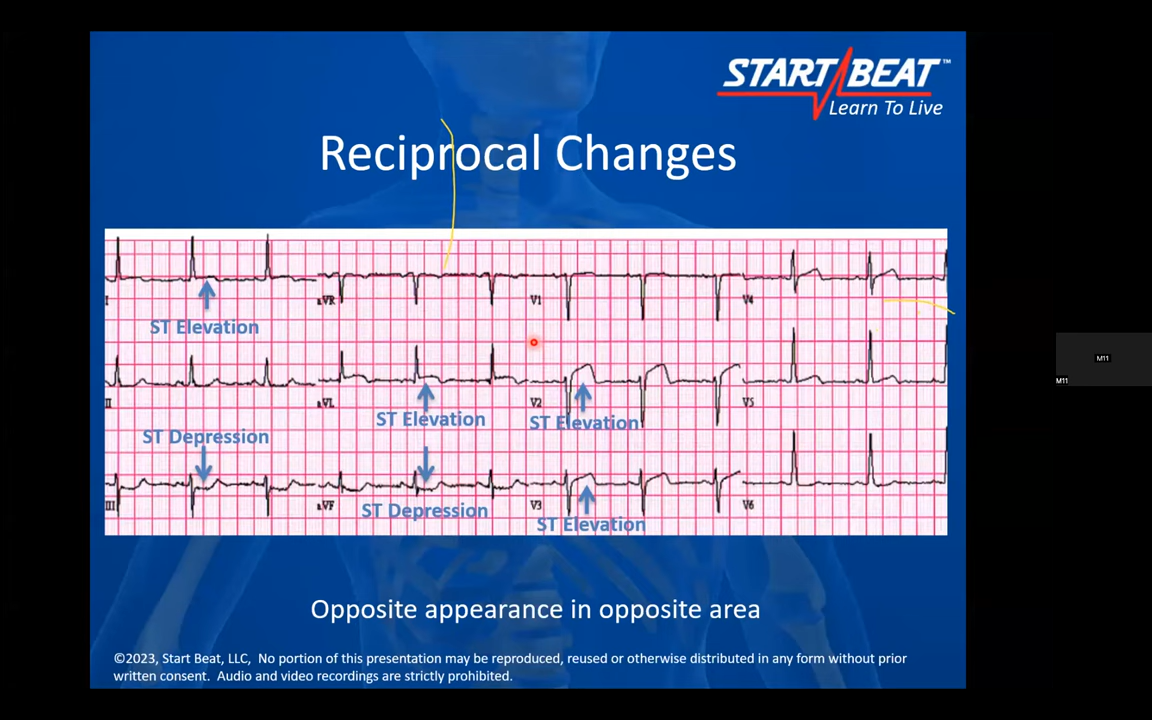 START BEAT™
Learn To Live
Reciprocal Changes
I
aVR
V1
V4
ST Elevation
II
aVL
V2
V5
ST Elevation
ST Elevation
ST Depression
III
aVF
V3
V6
ST Depression
ST Elevation
Opposite appearance in opposite area
©2023, Start Beat, LLC, No portion of this presentation may be reproduced, reused or otherwise distributed in any form without prior
written consent. Audio and video recordings are strictly prohibited.
M11
M11